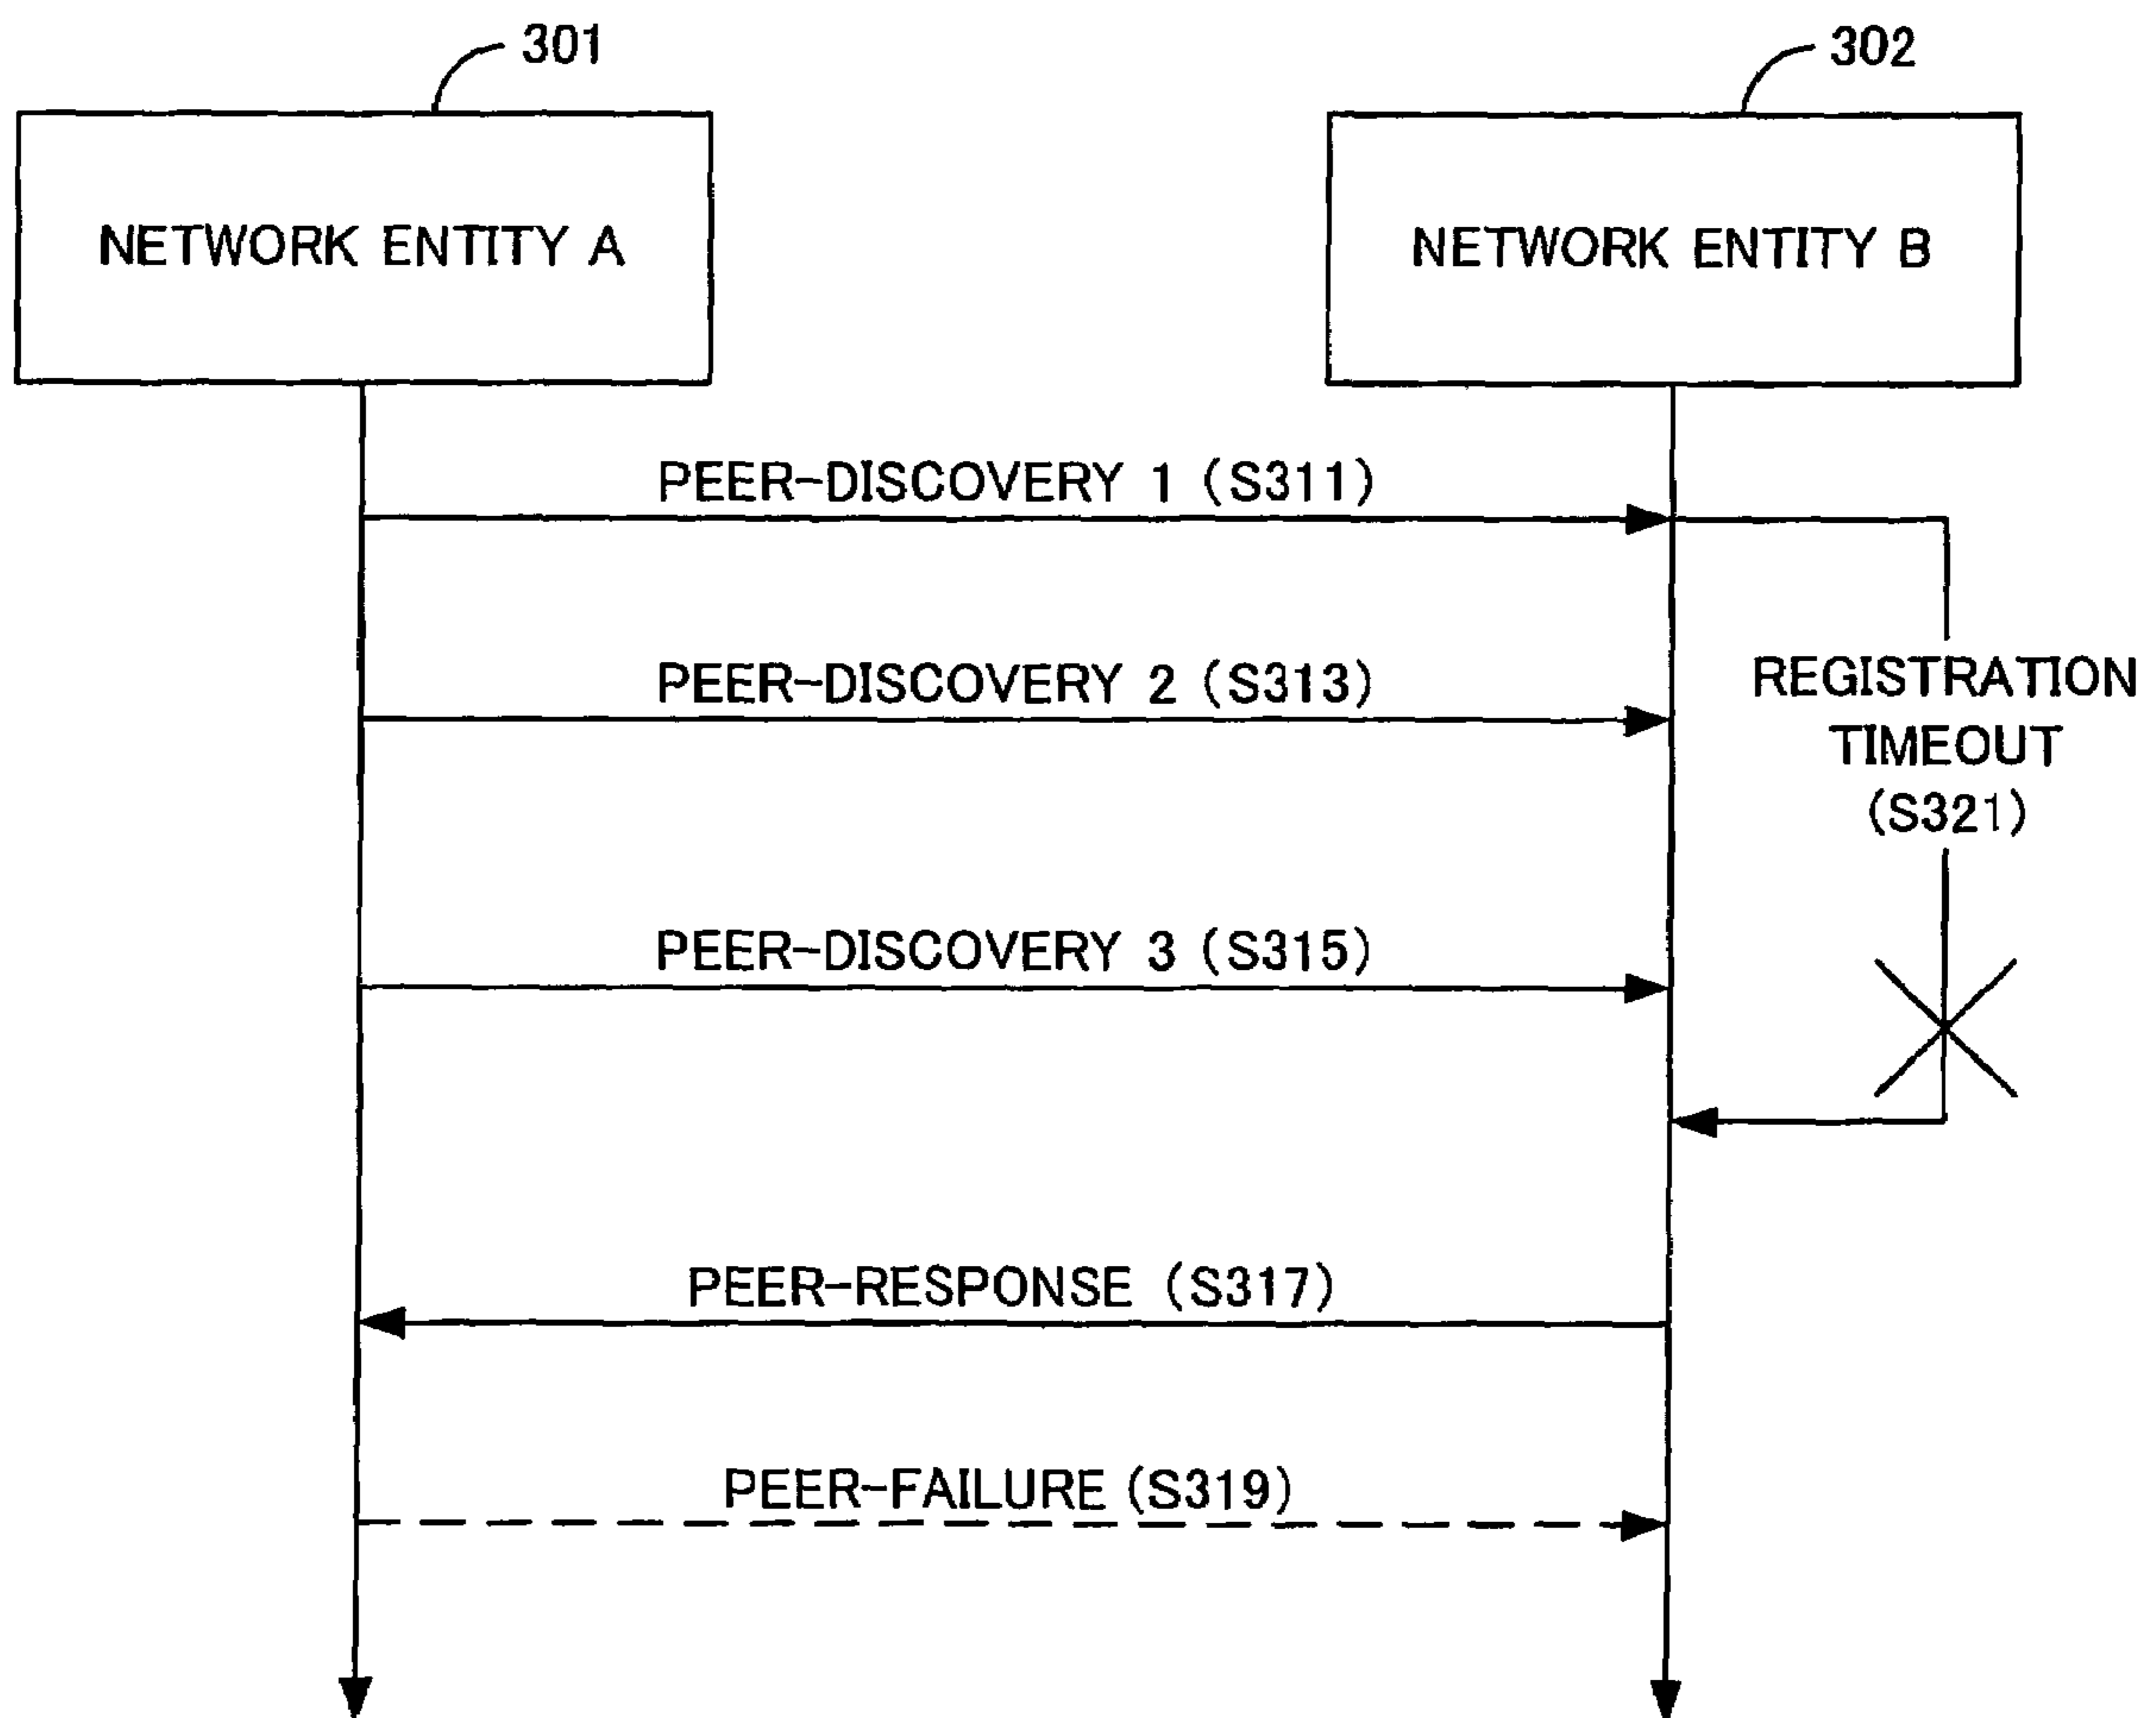 301
302
NETWORK ENTITY A
NETWORK ENTITY B
PEER-DISCOVERY 1 (S311)
PEER-DISCOVERY 2 (S313)
REGISTRATION
TIMEOUT
(S321)
PEER-DISCOVERY 3 (S315)
PEER-RESPONSE (S317)
PEER-FAILURE (S319)